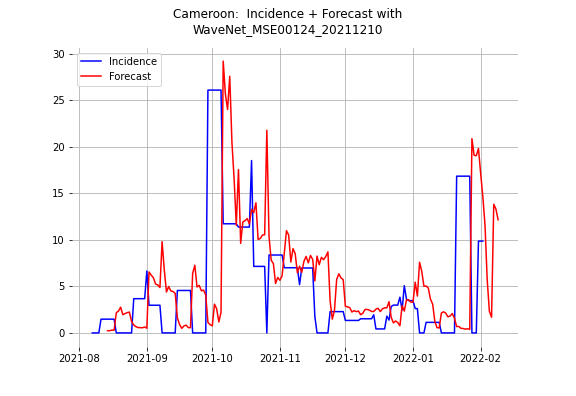 Cameroon:  Incidence + Forecast with
WaveNet_MSE00124_20211210
Incidence
Forecast
30
25
20
15
10
5
0
2021-08 2021-09 2021-10 2021-11 2021-12 2022-01 2022-02